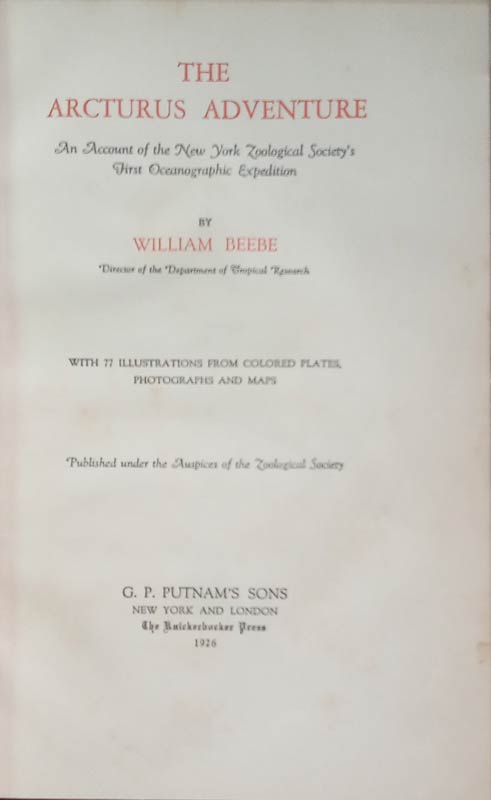 THE
ARCTURUS ADVENTURE
An Account of the New York Zoological Society's
First Oceanographic Expedition
BY
WILLIAM BEEBE
Director of the Department of Tropical Research
WITH 77 ILLUSTRATIONS FROM COLORED PLATES,
PHOTOGRAPHS AND MAPS
Published under the Auspices of the Zoological Society
G. P. PUTNAM'S SONS
NEW YORK AND LONDON
The Knickerbocker Press
1926